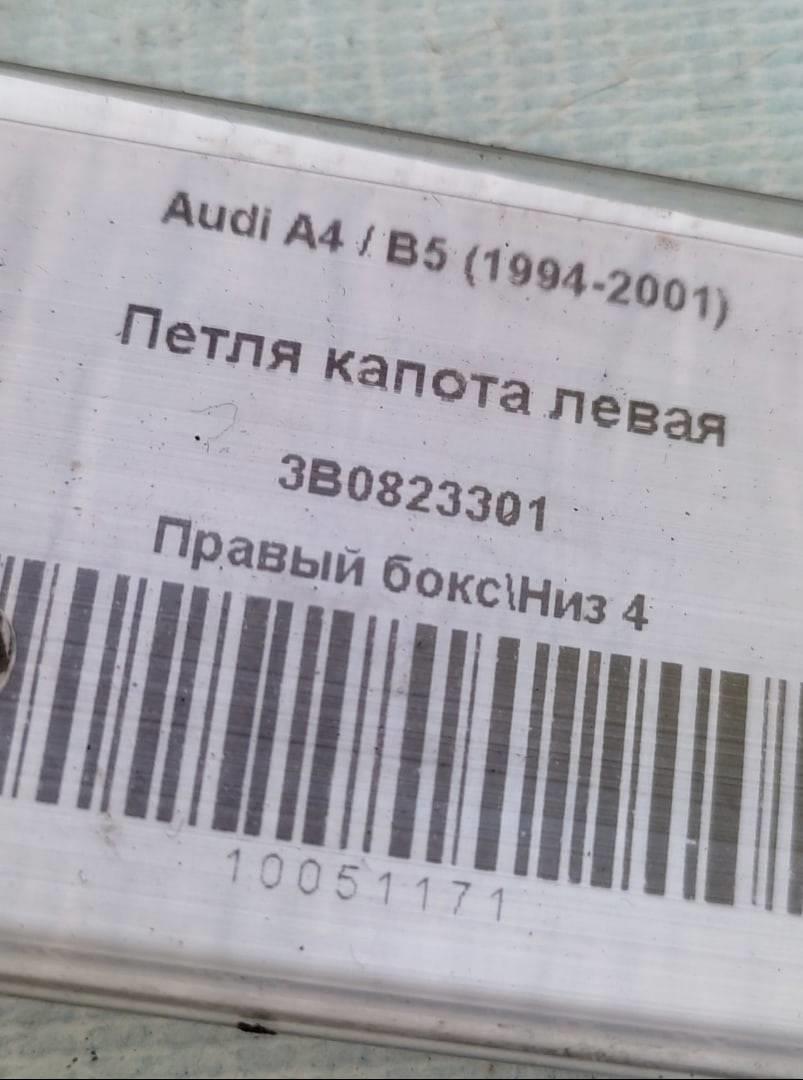 Audi A4 / B5 (1994-2001)
Петля капота левая
3B0823301
Правый бокс\Низ 4
10051171